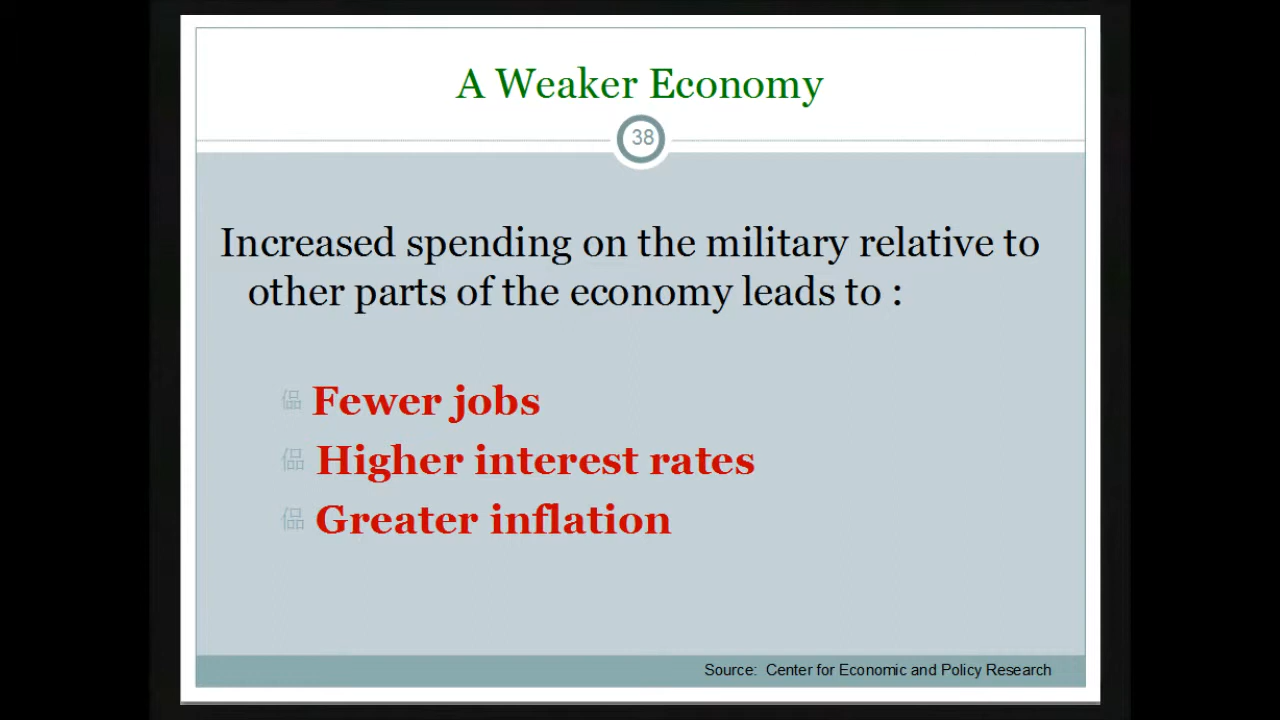 A Weaker Economy
38
Increased spending on the military relative to
other parts of the economy leads to :
Fewer jobs
Higher interest rates
Greater inflation
Source: Center for Economic and Policy Research